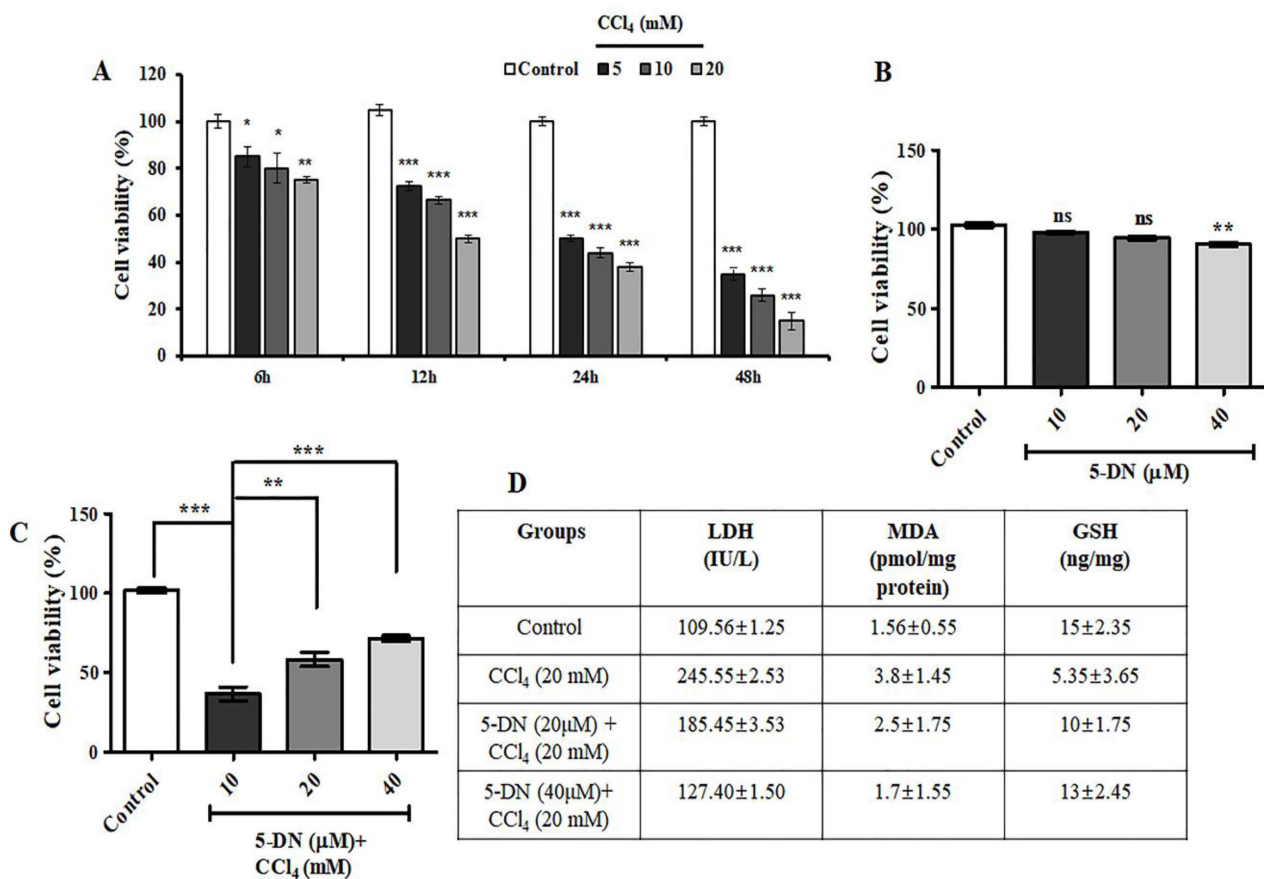 CCl₄ (mM)
Control 5 10 20
A
Cell viability (%)
120
100
80
60
40
20
0
* * **
*** *** ***
*** *** ***
*** *** ***
6h 12h 24h 48h
B
Cell viability (%)
150
100
50
0
ns ns **
Control 10 20 40
5-DN (μM)
C
Cell viability (%)
150
100
50
0
***
**
***
Control 10 20 40
5-DN (μM)+
CCl₄ (mM)
D
Groups LDH MDA GSH
(IU/L) (pmol/mg (ng/mg)
protein)
Control 109.56±1.25 1.56±0.55 15±2.35
CCl₄ (20 mM) 245.55±2.53 3.8±1.45 5.35±3.65
5-DN (20μM) + 185.45±3.53 2.5±1.75 10±1.75
CCl₄ (20 mM)
5-DN (40μM)+ 127.40±1.50 1.7±1.55 13±2.45
CCl₄ (20 mM)